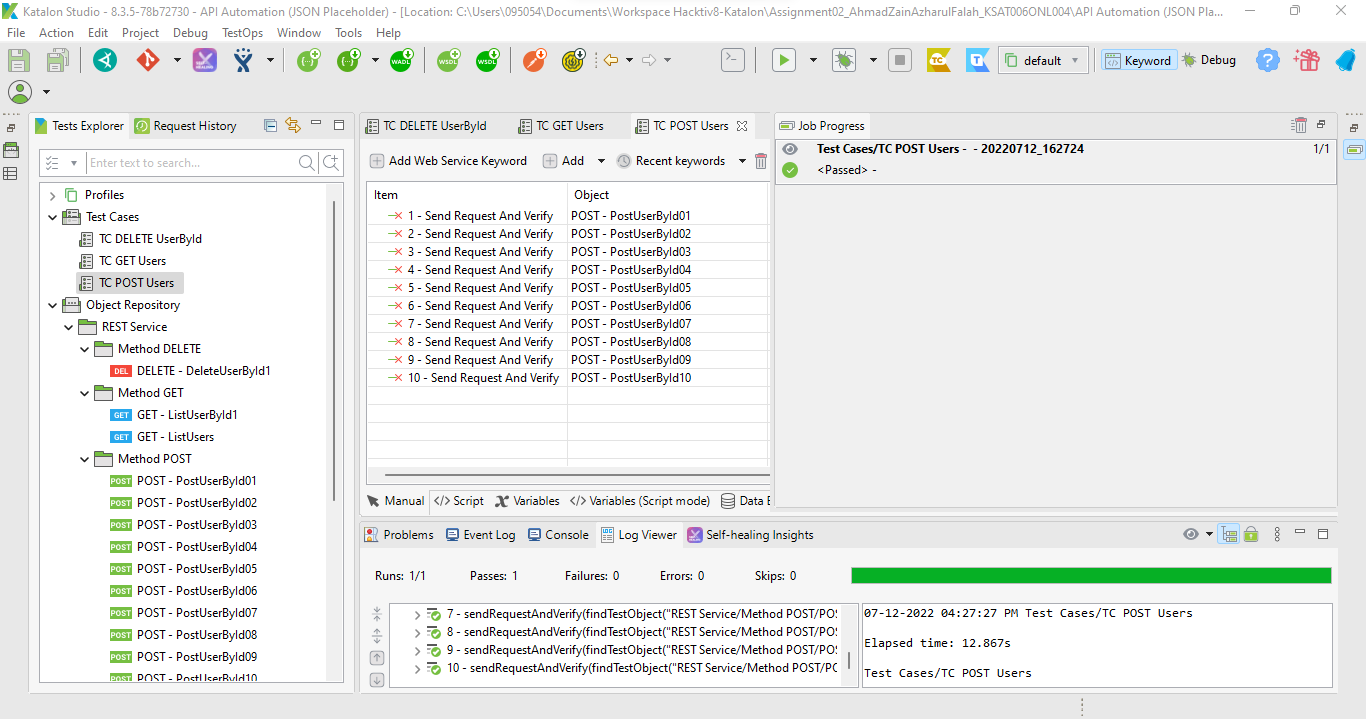 Katalon Studio - 8.3.5-78b72730 - API Automation (JSON Placeholder) - [Location: C:\Users\095054\Documents\Workspace Hacktiv8-Katalon\Assignment02_AhmadZainAzharulFalah_KSAT006ONL004\API Automation (JSON Pla...
File Action Edit Project Debug TestOps Window Tools Help
WADL WSDL WSDL TC T default Keyword Debug
Tests Explorer
Request History
Enter text to search...
Profiles
Test Cases
TC DELETE UserById
TC GET Users
TC POST Users
Object Repository
REST Service
Method DELETE
DEL DELETE - DeleteUserById1
Method GET
GET GET - ListUserById1
GET GET - ListUsers
Method POST
POST POST - PostUserById01
POST POST - PostUserById02
POST POST - PostUserById03
POST POST - PostUserById04
POST POST - PostUserById05
POST POST - PostUserById06
POST POST - PostUserById07
POST POST - PostUserById08
POST POST - PostUserById09
POST POST - PostUserById10
TC DELETE UserById
TC GET Users
TC POST Users
Add Web Service Keyword Add Recent keywords
Item Object
1 - Send Request And Verify POST - PostUserById01
2 - Send Request And Verify POST - PostUserById02
3 - Send Request And Verify POST - PostUserById03
4 - Send Request And Verify POST - PostUserById04
5 - Send Request And Verify POST - PostUserById05
6 - Send Request And Verify POST - PostUserById06
7 - Send Request And Verify POST - PostUserById07
8 - Send Request And Verify POST - PostUserById08
9 - Send Request And Verify POST - PostUserById09
10 - Send Request And Verify POST - PostUserById10
Manual </> Script Variables </> Variables (Script mode) Data
Job Progress
Test Cases/TC POST Users - - 20220712_162724 1/1
<Passed> -
Problems Event Log Console Log Viewer Self-healing Insights
Runs: 1/1 Passes: 1 Failures: 0 Errors: 0 Skips: 0
7 - sendRequestAndVerify(findTestObject("REST Service/Method POST/PO
8 - sendRequestAndVerify(findTestObject("REST Service/Method POST/PO
9 - sendRequestAndVerify(findTestObject("REST Service/Method POST/PO
10 - sendRequestAndVerify(findTestObject("REST Service/Method POST/PC
07-12-2022 04:27:27 PM Test Cases/TC POST Users
Elapsed time: 12.867s
Test Cases/TC POST Users